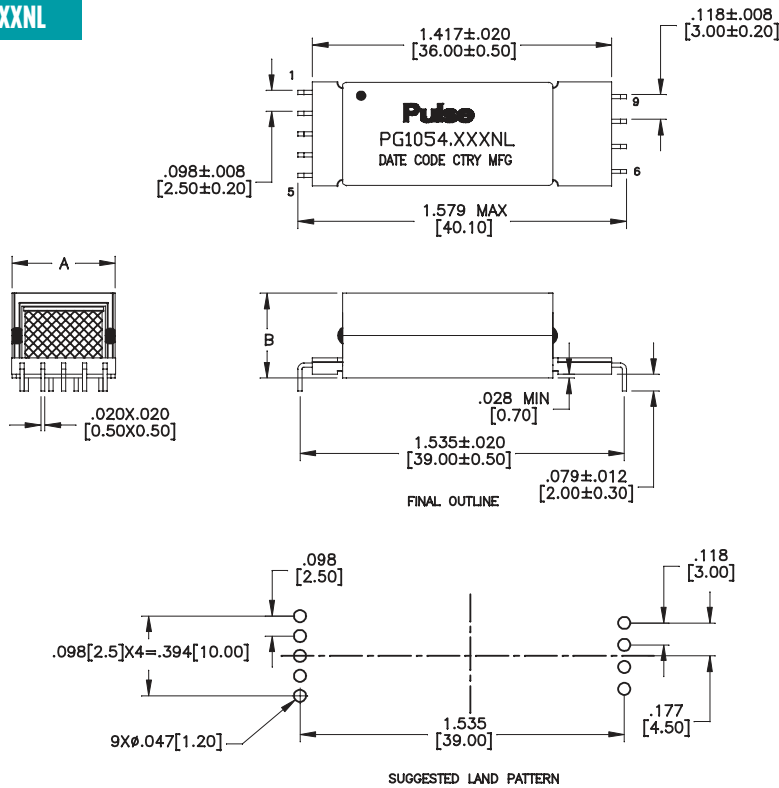 XXNL
1.417±.020
[36.00±0.50]
.118±.008
[3.00±0.20]
1
9
Pulse
PG1054.XXXNL
DATE CODE CTRY MFG
.098±.008
[2.50±0.20]
5
6
1.579 MAX
[40.10]
A
B
.020X.020
[0.50X0.50]
.028 MIN
[0.70]
1.535±.020
[39.00±0.50]
.079±.012
[2.00±0.30]
FINAL OUTLINE
.098
[2.50]
.118
[3.00]
.098[2.5]X4=.394[10.00]
.177
[4.50]
1.535
[39.00]
9Xø.047[1.20]
SUGGESTED LAND PATTERN